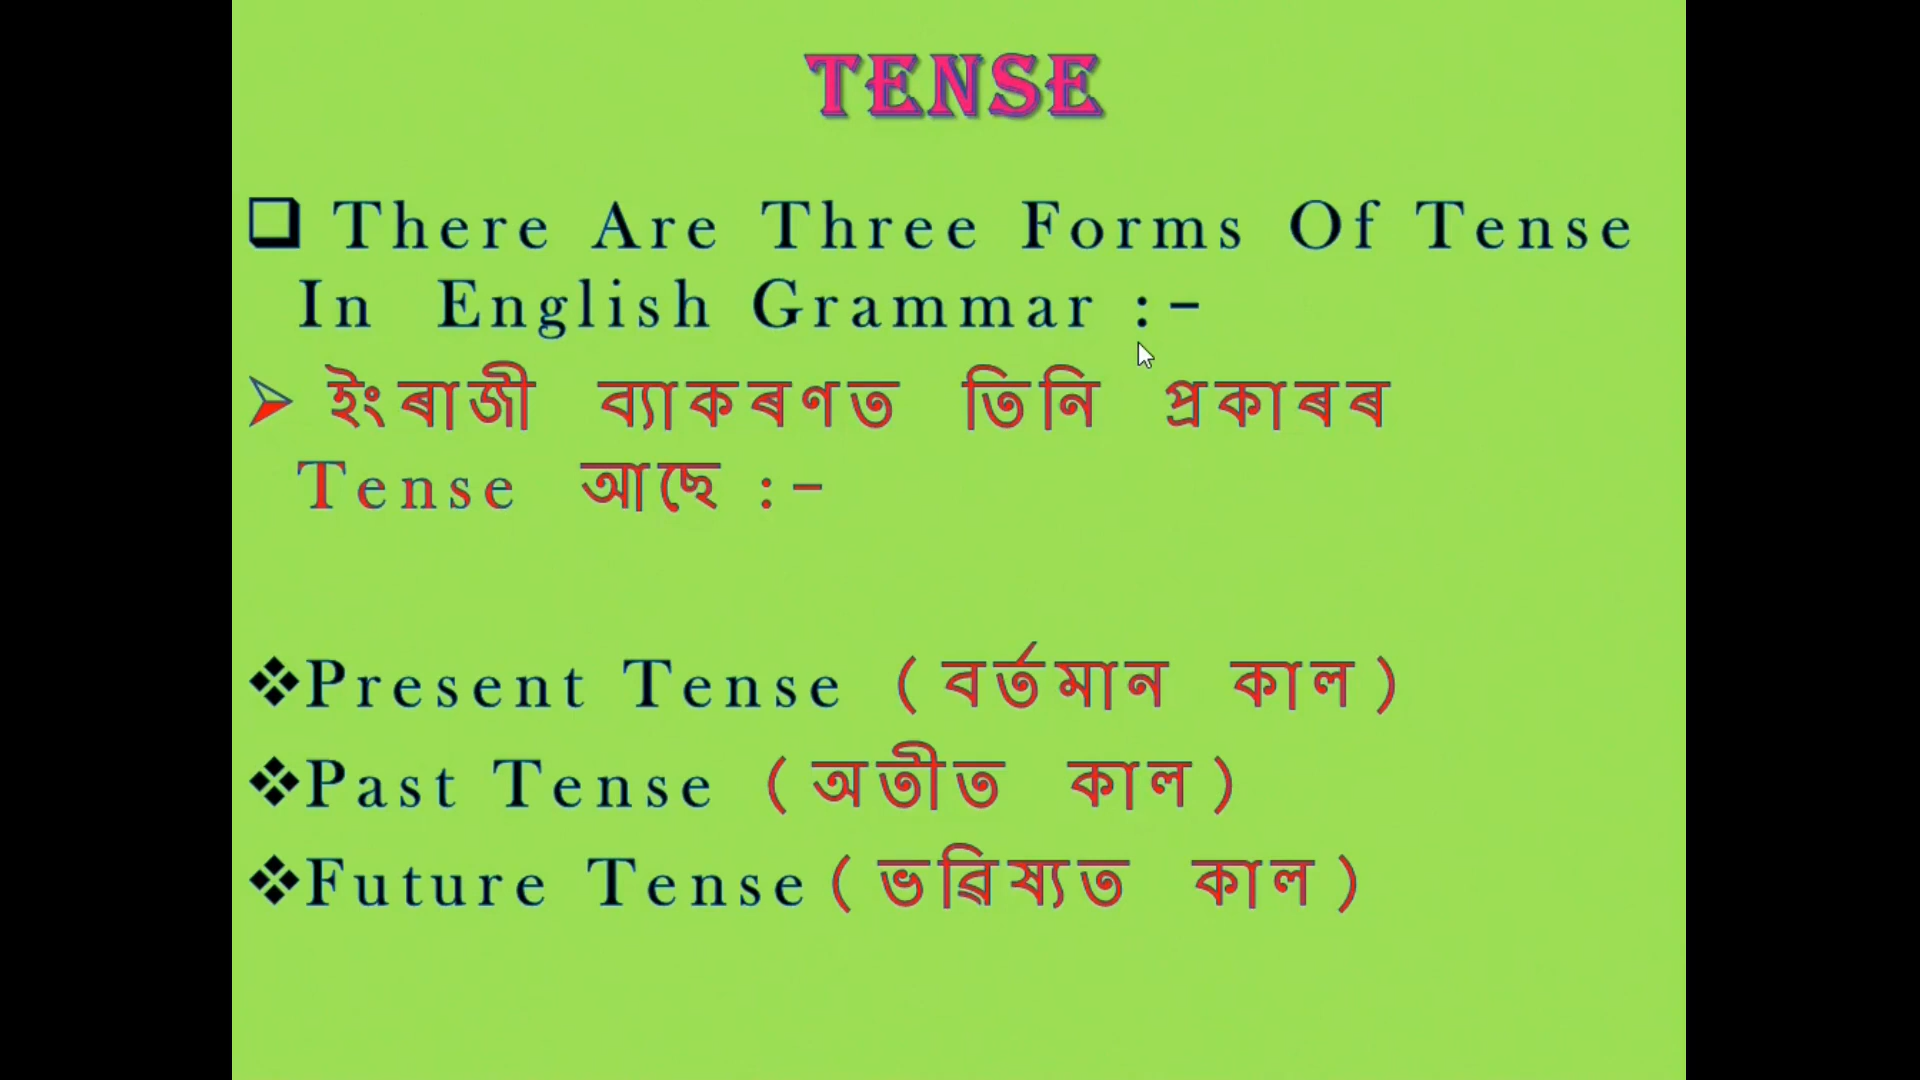 TENSE
There Are Three Forms Of Tense
In English Grammar :-
ইংৰাজী ব্যাকৰণত তিনি প্ৰকাৰৰ
Tense আছে :-
Present Tense (বৰ্তমান কাল)
Past Tense (অতীত কাল)
Future Tense(ভৱিষ্যত কাল)